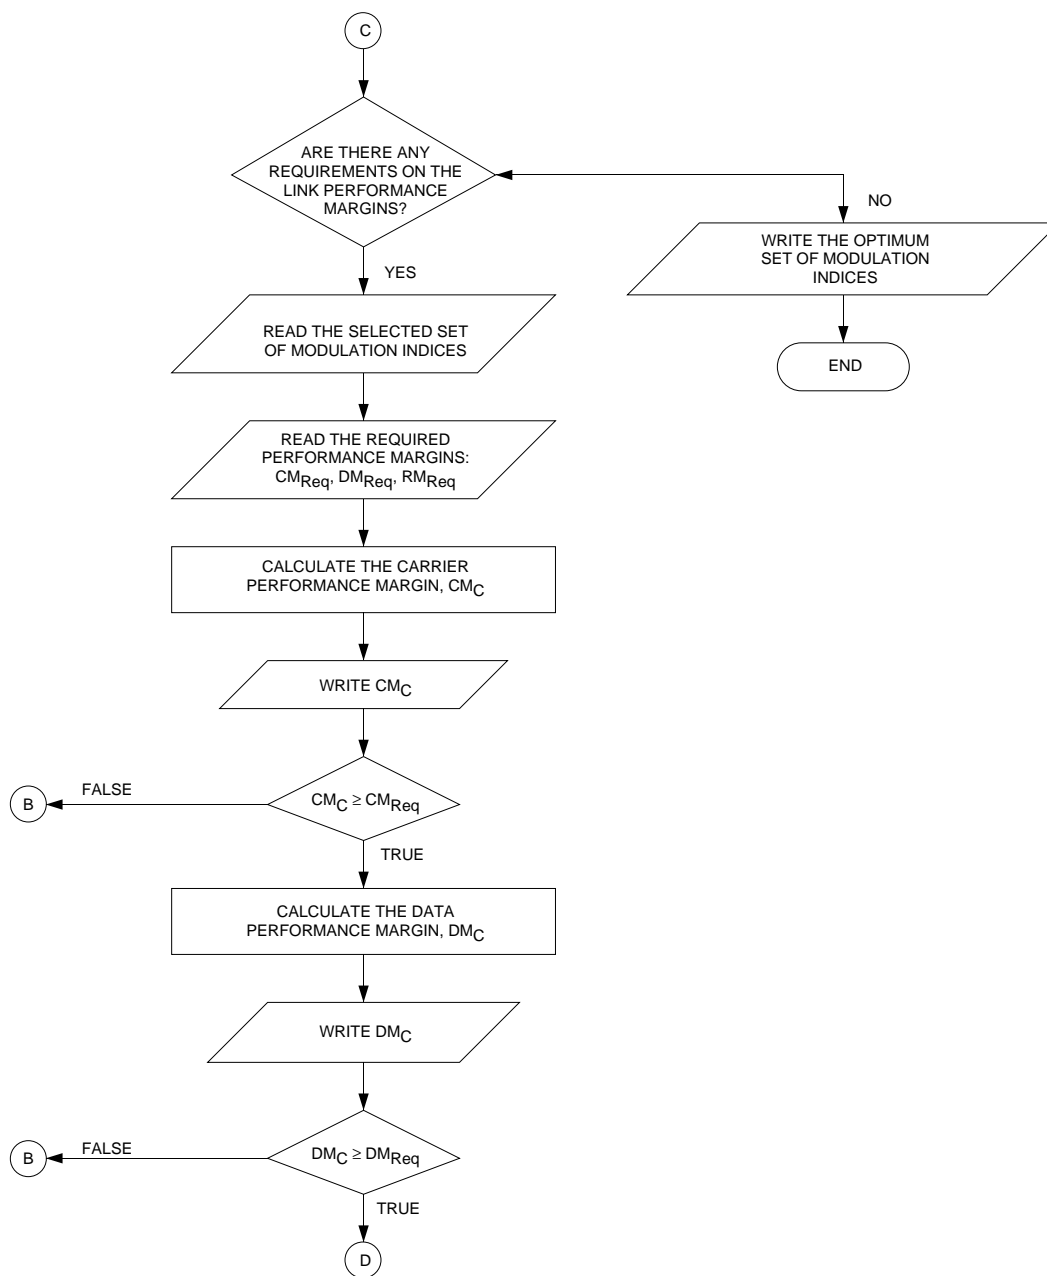 C
ARE THERE ANY
REQUIREMENTS ON THE
LINK PERFORMANCE
MARGINS?
NO
WRITE THE OPTIMUM
SET OF MODULATION
INDICES
YES
READ THE SELECTED SET
OF MODULATION INDICES
END
READ THE REQUIRED
PERFORMANCE MARGINS:
CMReq, DMReq, RMReq
CALCULATE THE CARRIER
PERFORMANCE MARGIN, CMC
WRITE CMC
FALSE
B
CMC ≥ CMReq
TRUE
CALCULATE THE DATA
PERFORMANCE MARGIN, DMC
WRITE DMC
FALSE
B
DMC ≥ DMReq
TRUE
D